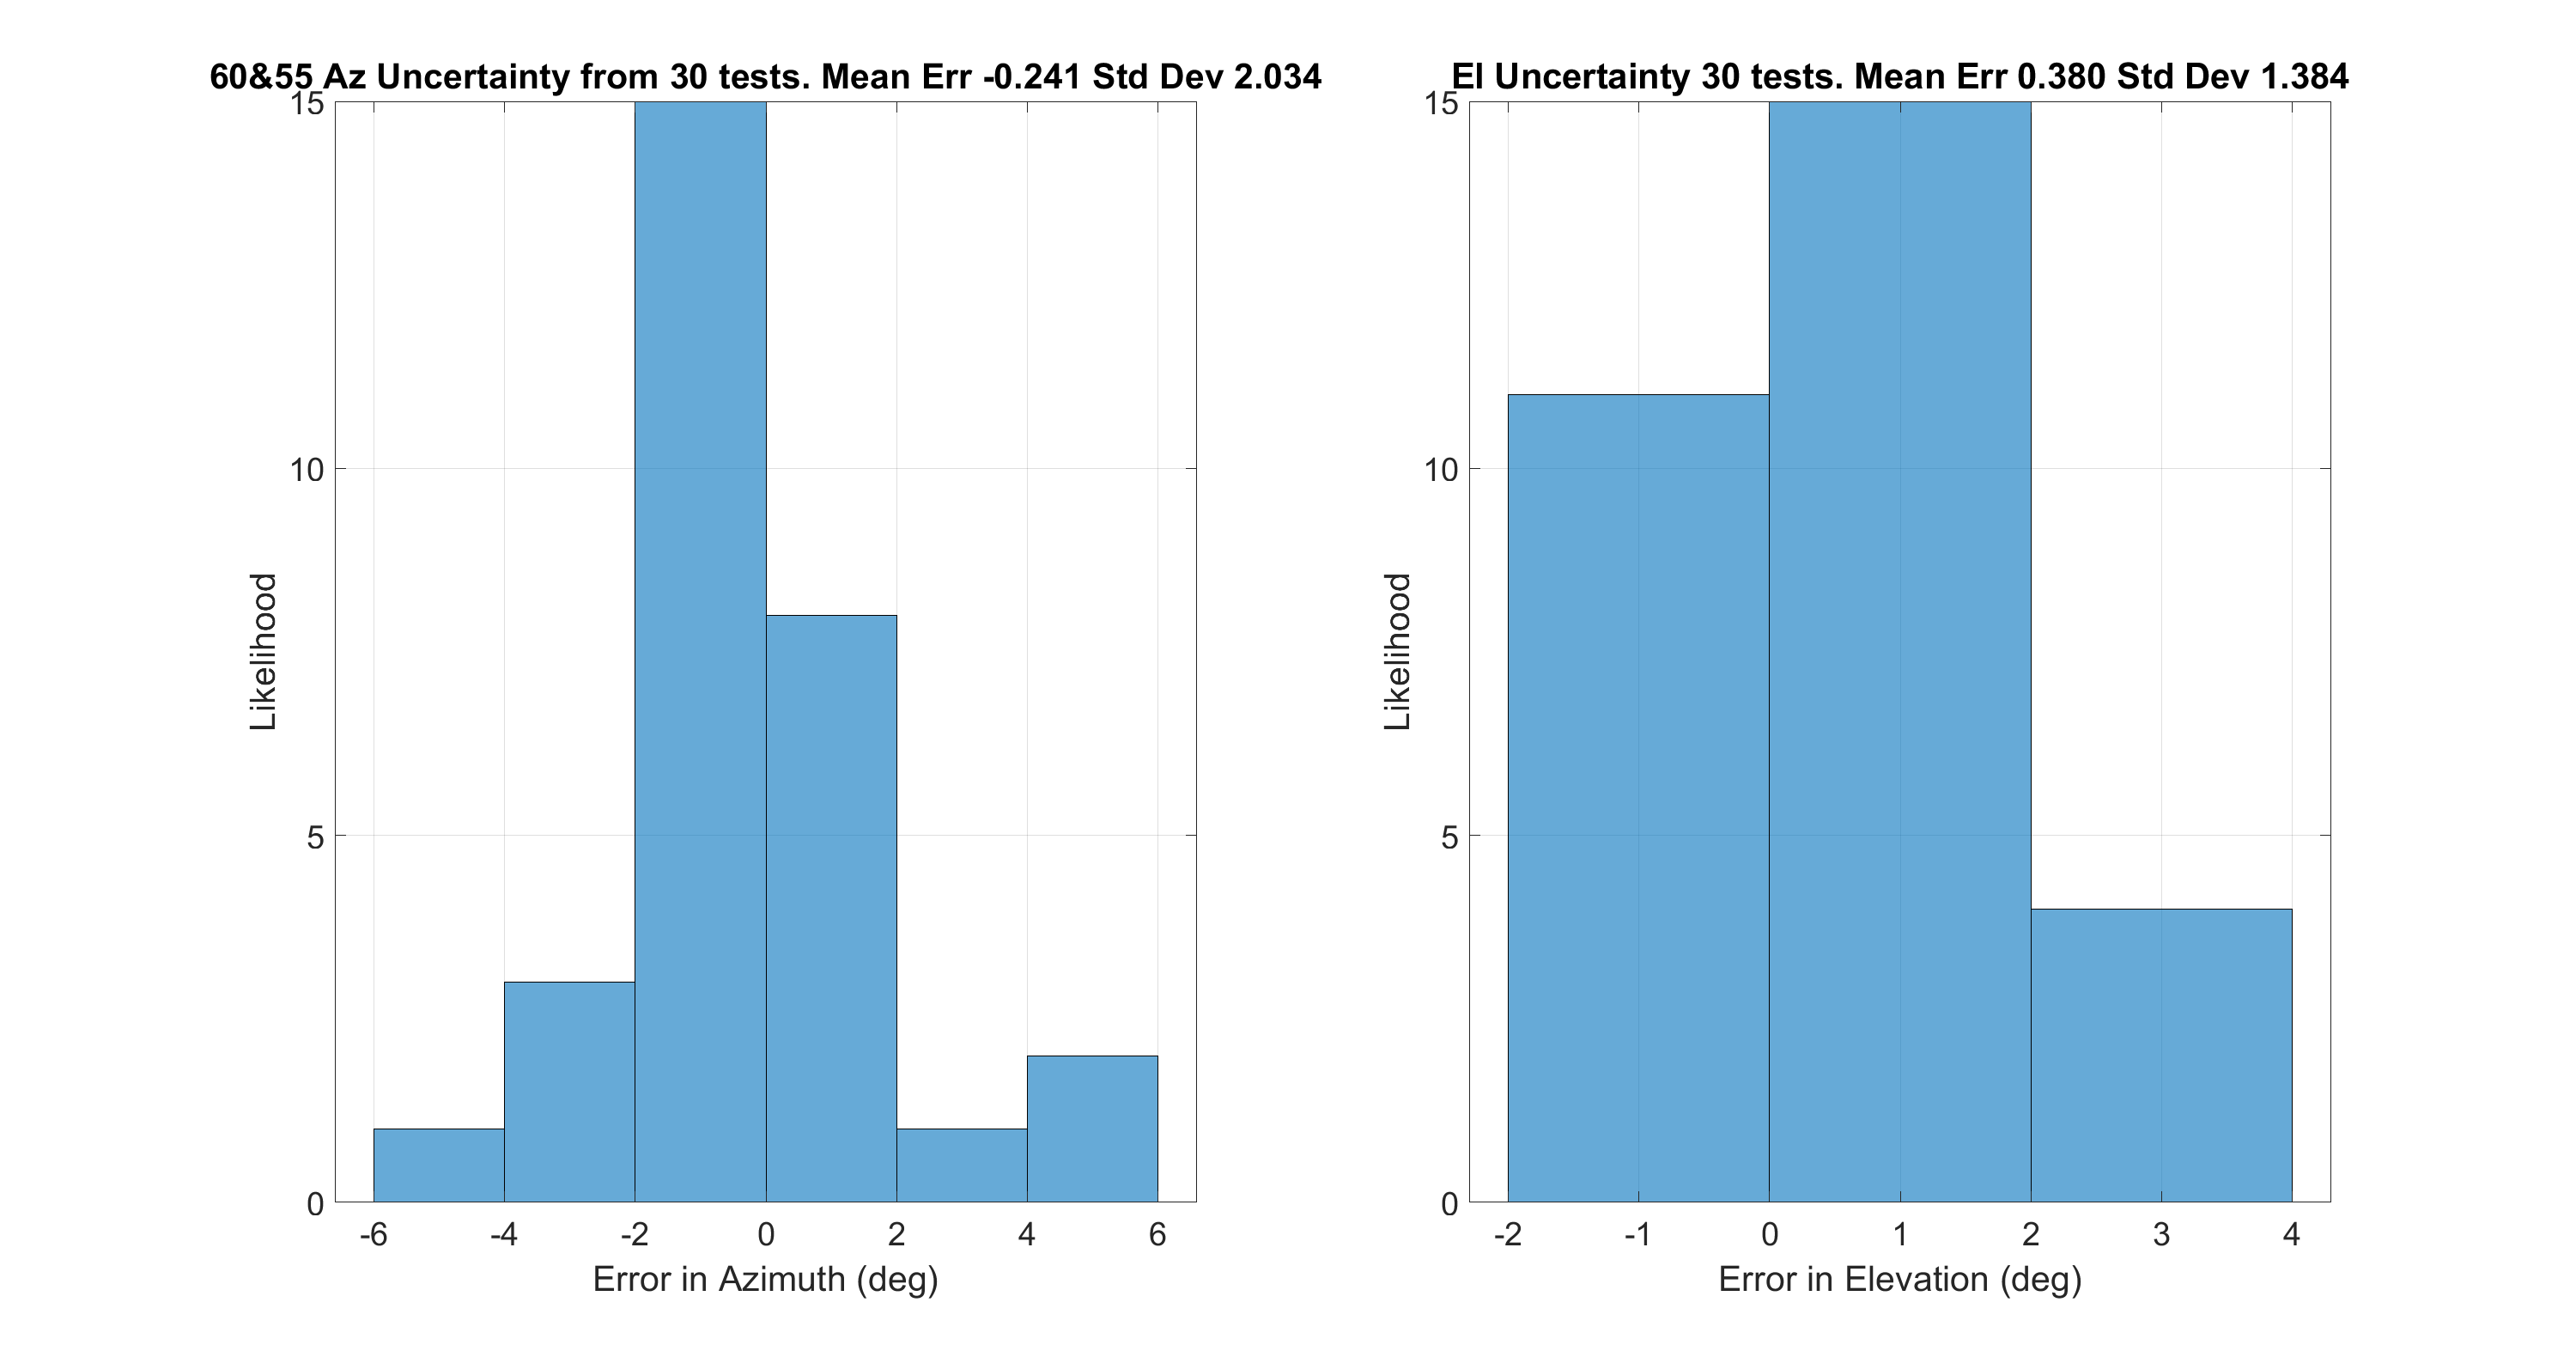 60&55 Az Uncertainty from 30 tests. Mean Err -0.241 Std Dev 2.034
15
10
5
0
Likelihood
-6 -4 -2 0 2 4 6
Error in Azimuth (deg)
El Uncertainty 30 tests. Mean Err 0.380 Std Dev 1.384
15
10
5
0
Likelihood
-2 -1 0 1 2 3 4
Error in Elevation (deg)